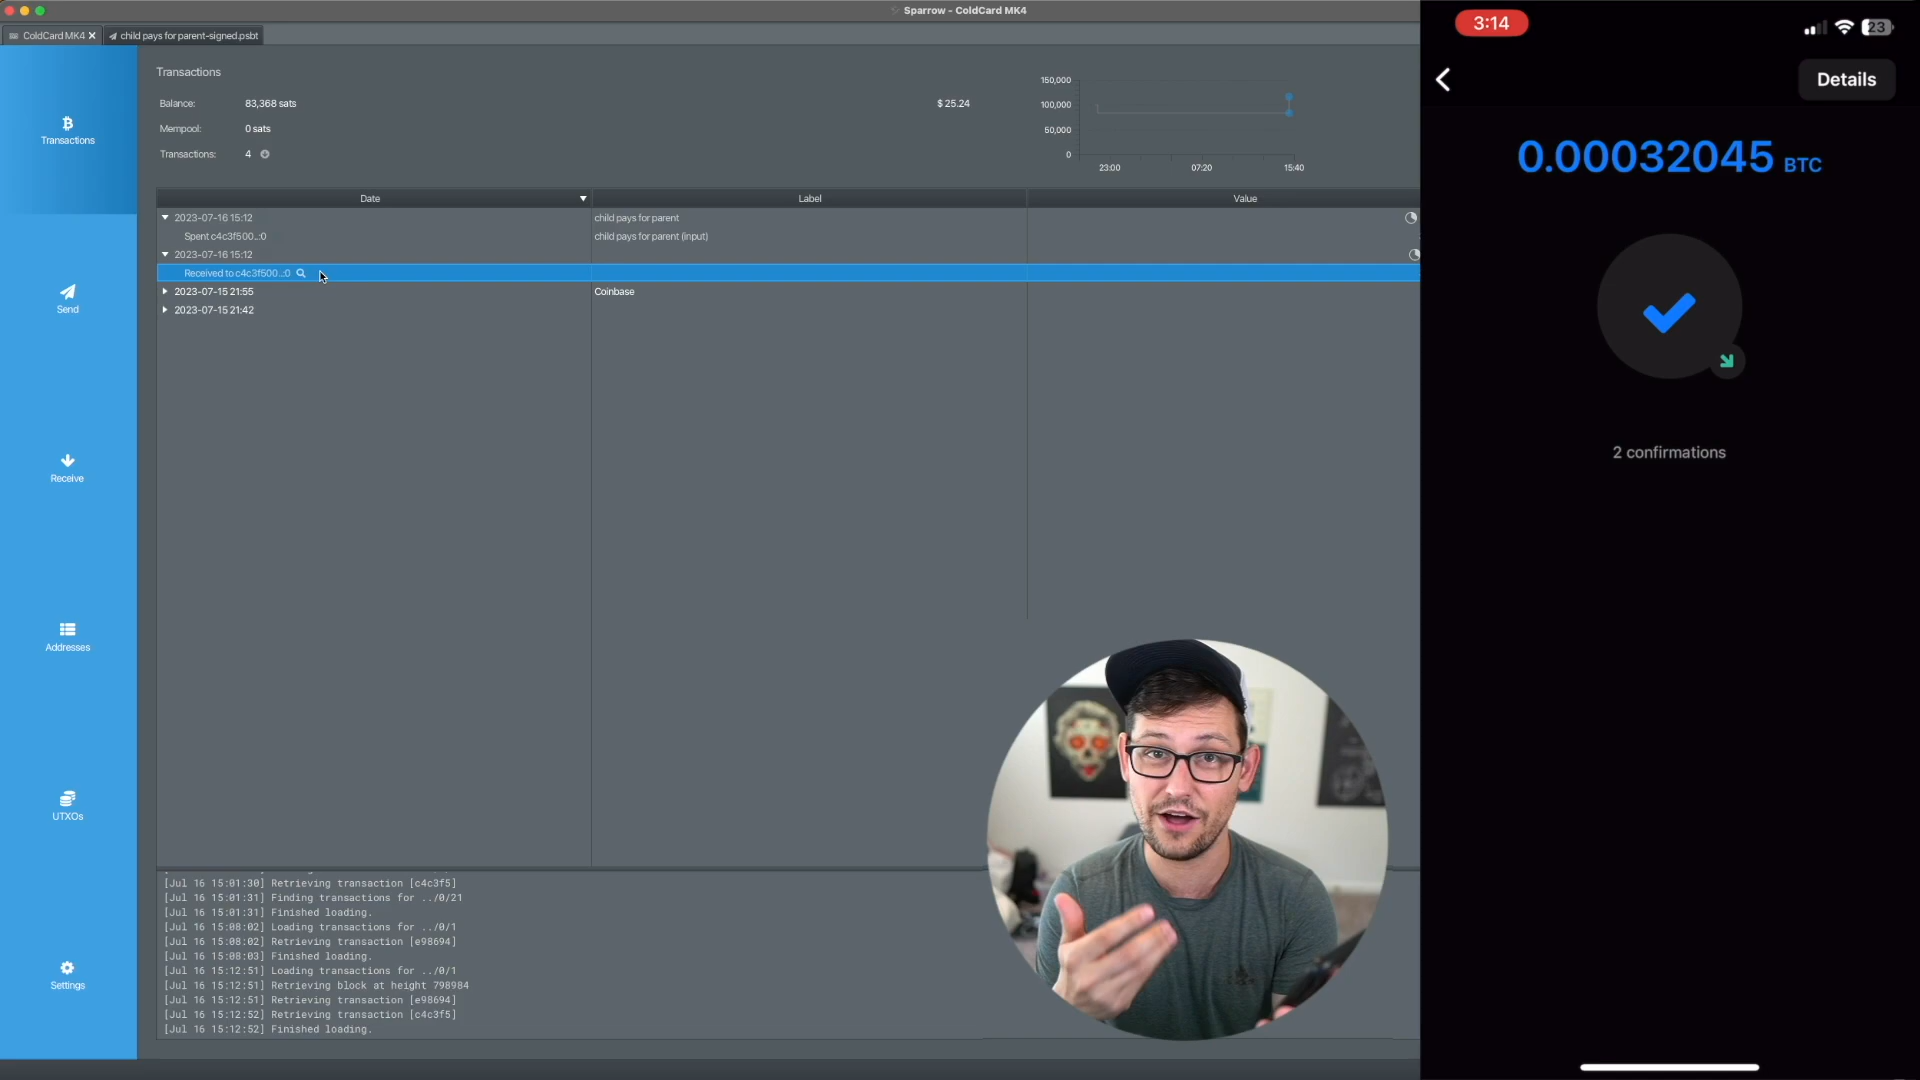 Sparrow - ColdCard MK4
ColdCard MK4
child pays for parent-signed.psbt
Transactions
Send
Receive
Addresses
UTXOs
Settings
Transactions
Balance: 83,368 sats $ 25.24
Mempool: 0 sats
Transactions: 4
150,000
100,000
50,000
0
23:00 07:20 15:40
Date Label Value
2023-07-16 15:12 child pays for parent
Spent c4c3f500...:0 child pays for parent (input)
2023-07-16 15:12
Received to c4c3f500...:0
2023-07-15 21:55 Coinbase
2023-07-15 21:42
[Jul 16 15:01:30] Retrieving transaction [c4c3f5]
[Jul 16 15:01:31] Finding transactions for ../0/21
[Jul 16 15:01:31] Finished loading.
[Jul 16 15:08:02] Loading transactions for ../0/1
[Jul 16 15:08:02] Retrieving transaction [e98694]
[Jul 16 15:08:03] Finished loading.
[Jul 16 15:12:51] Loading transactions for ../0/1
[Jul 16 15:12:51] Retrieving block at height 798984
[Jul 16 15:12:51] Retrieving transaction [e98694]
[Jul 16 15:12:52] Retrieving transaction [c4c3f5]
[Jul 16 15:12:52] Finished loading.
3:14
23
Details
0.00032045 BTC
2 confirmations